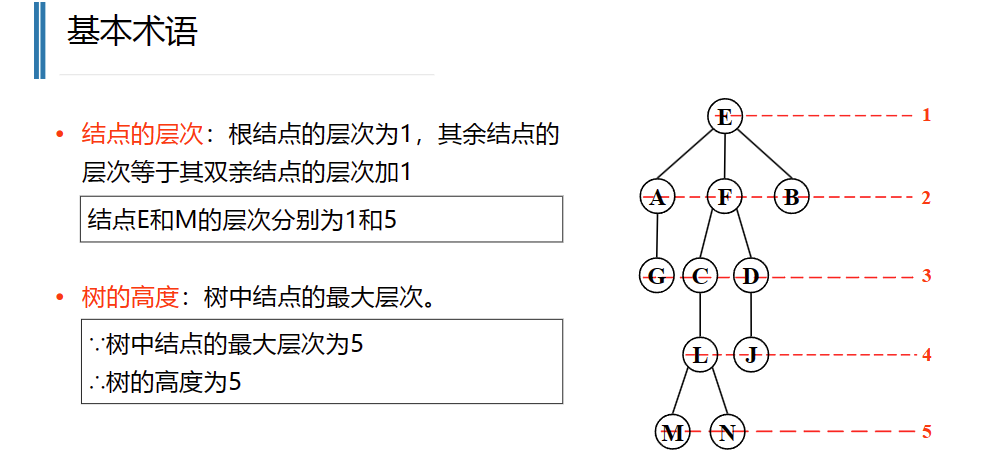 基本术语
• 结点的层次：根结点的层次为1，其余结点的
层次等于其双亲结点的层次加1
结点E和M的层次分别为1和5
• 树的高度：树中结点的最大层次。
∵树中结点的最大层次为5
∴树的高度为5
E 1
A F B 2
G C D 3
L J 4
M N 5